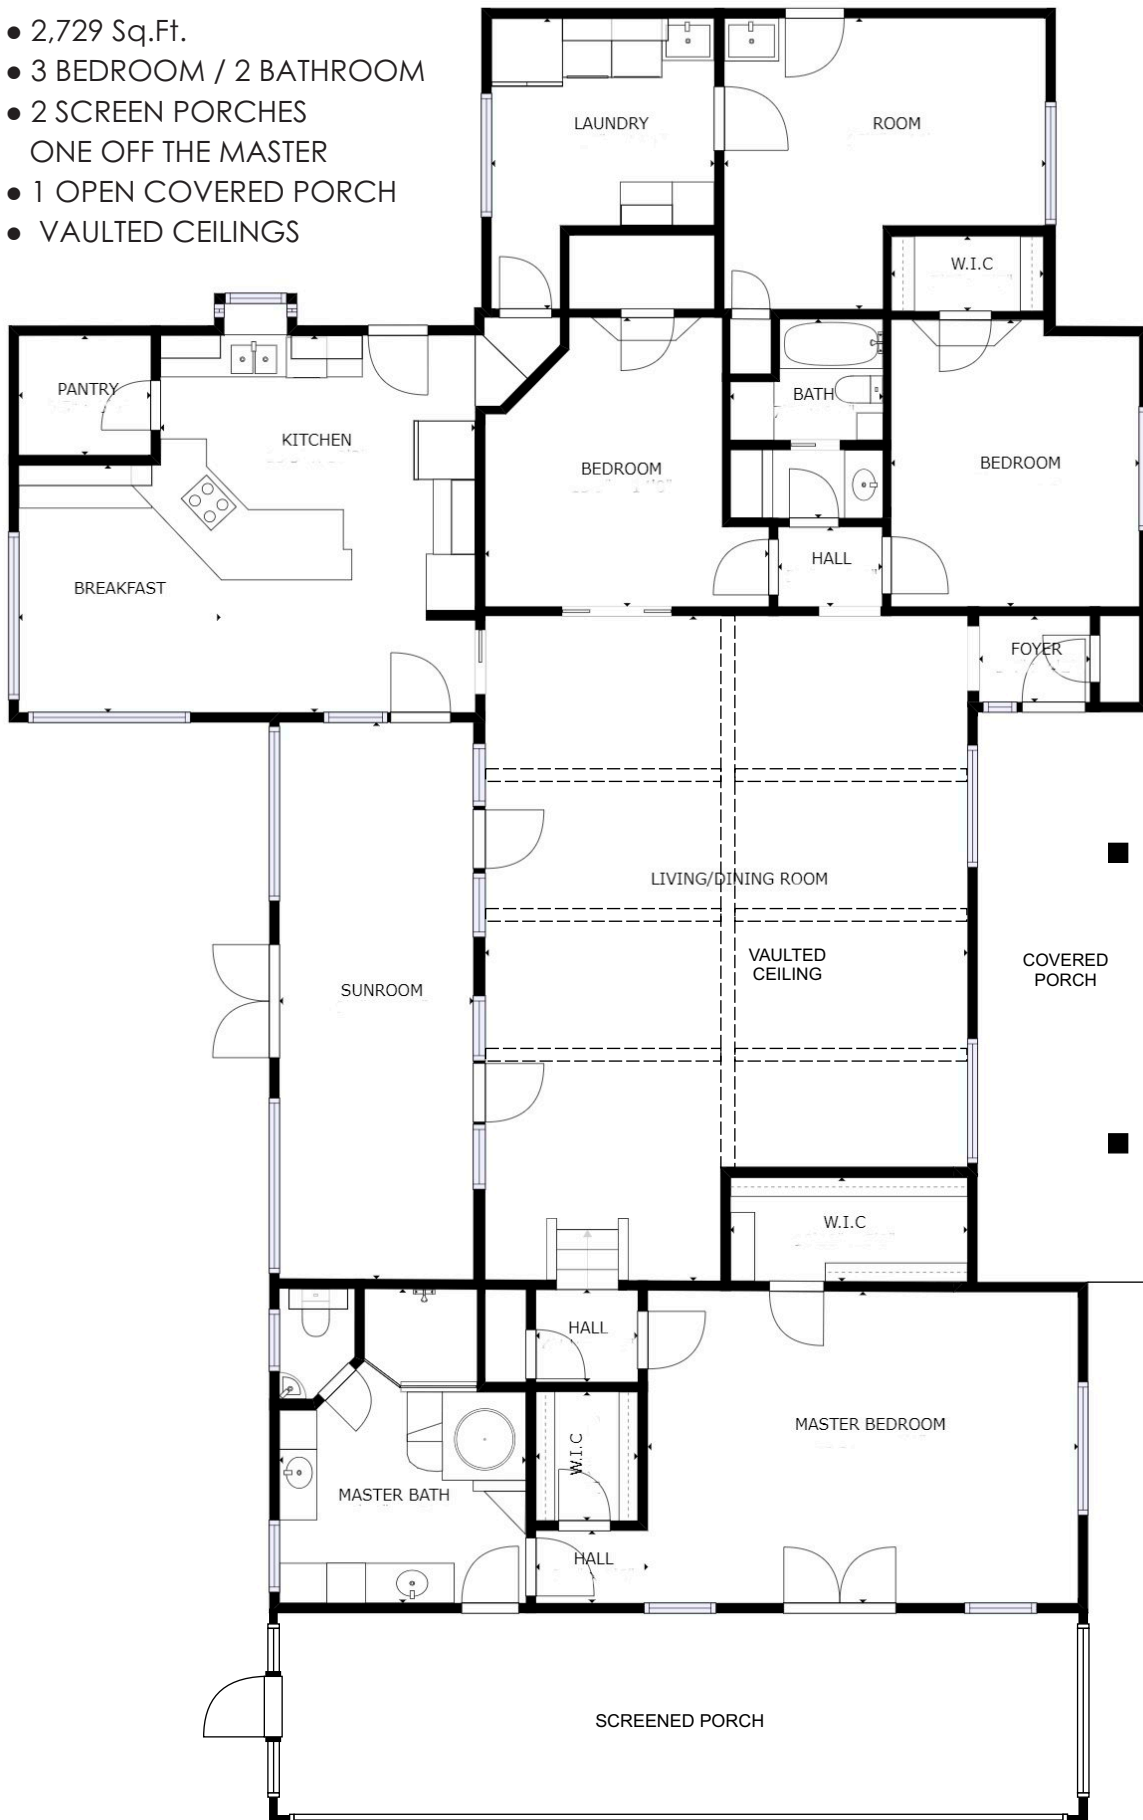 ● 2,729 Sq.Ft.
● 3 BEDROOM / 2 BATHROOM
● 2 SCREEN PORCHES
ONE OFF THE MASTER
● 1 OPEN COVERED PORCH
● VAULTED CEILINGS
LAUNDRY
ROOM
W.I.C
PANTRY
KITCHEN
BATH
BEDROOM
BEDROOM
HALL
BREAKFAST
FOYER
LIVING/DINING ROOM
VAULTED
CEILING
COVERED
PORCH
SUNROOM
W.I.C
HALL
MASTER BEDROOM
W.I.C
MASTER BATH
HALL
SCREENED PORCH